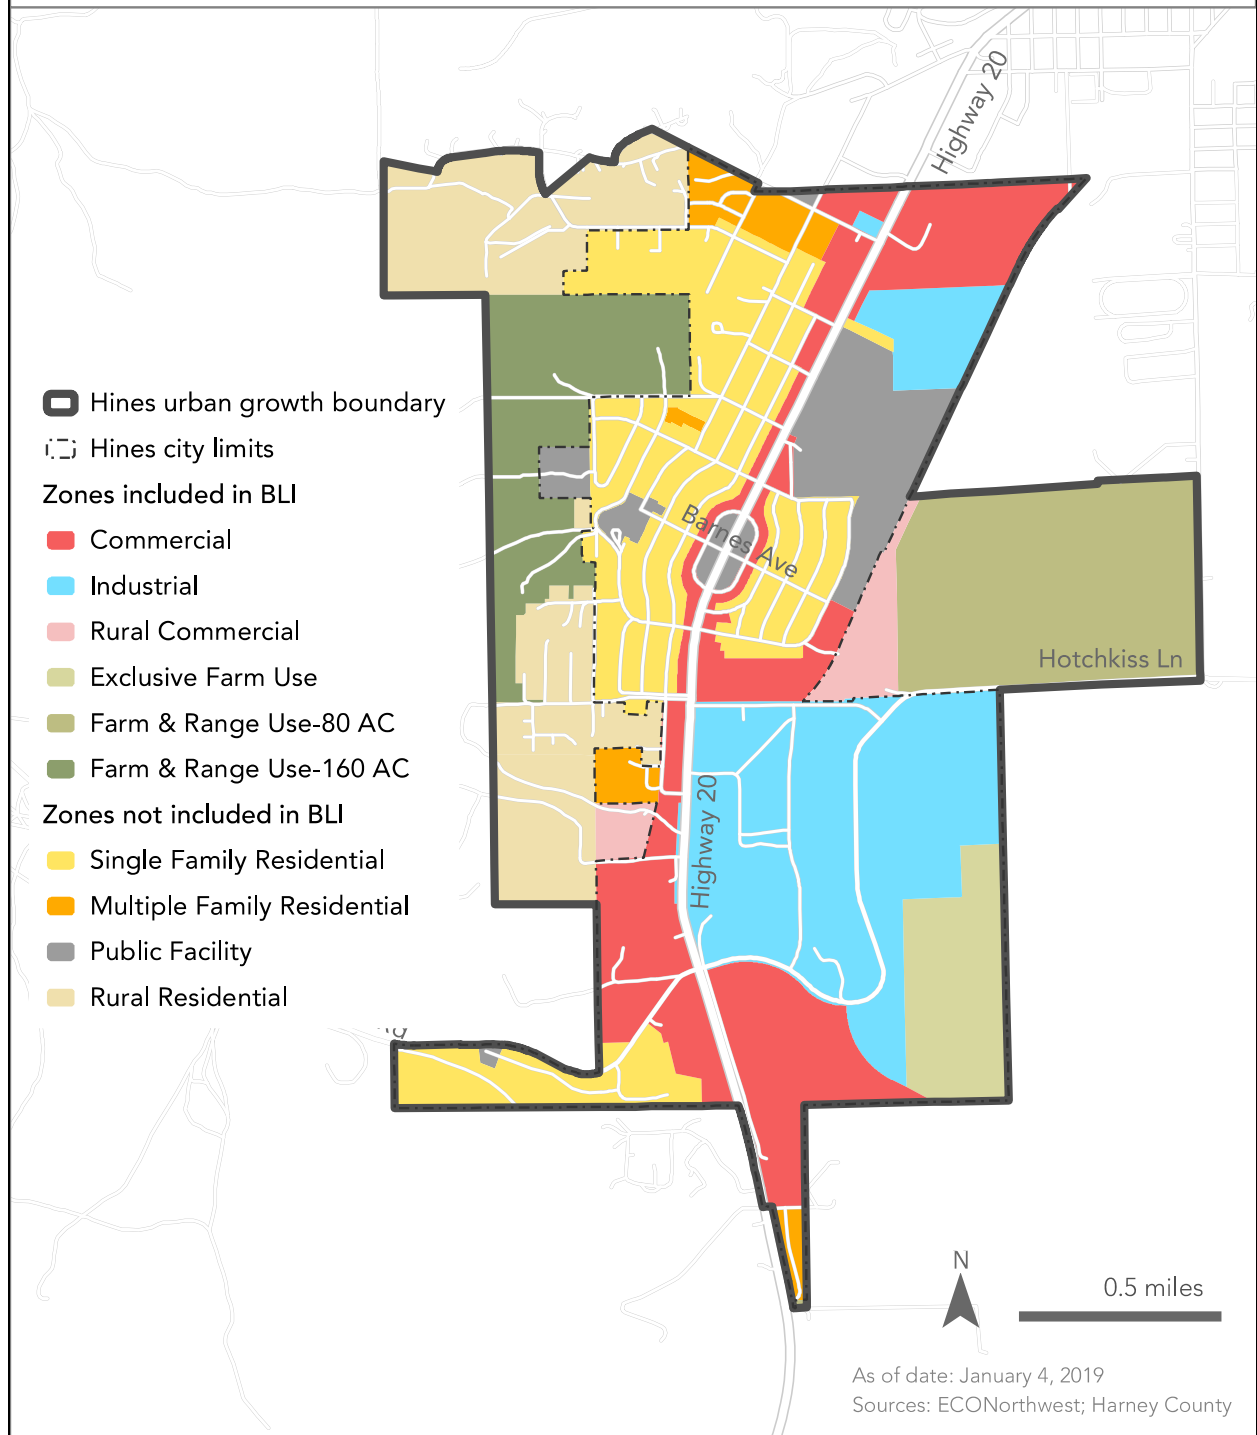 Highway 20
Hines urban growth boundary
Hines city limits
Zones included in BLI
Commercial
Industrial
Rural Commercial
Exclusive Farm Use
Farm & Range Use-80 AC
Farm & Range Use-160 AC
Zones not included in BLI
Single Family Residential
Multiple Family Residential
Public Facility
Rural Residential
Barnes Ave
Hotchkiss Ln
Highway 20
N
0.5 miles
As of date: January 4, 2019
Sources: ECONorthwest; Harney County